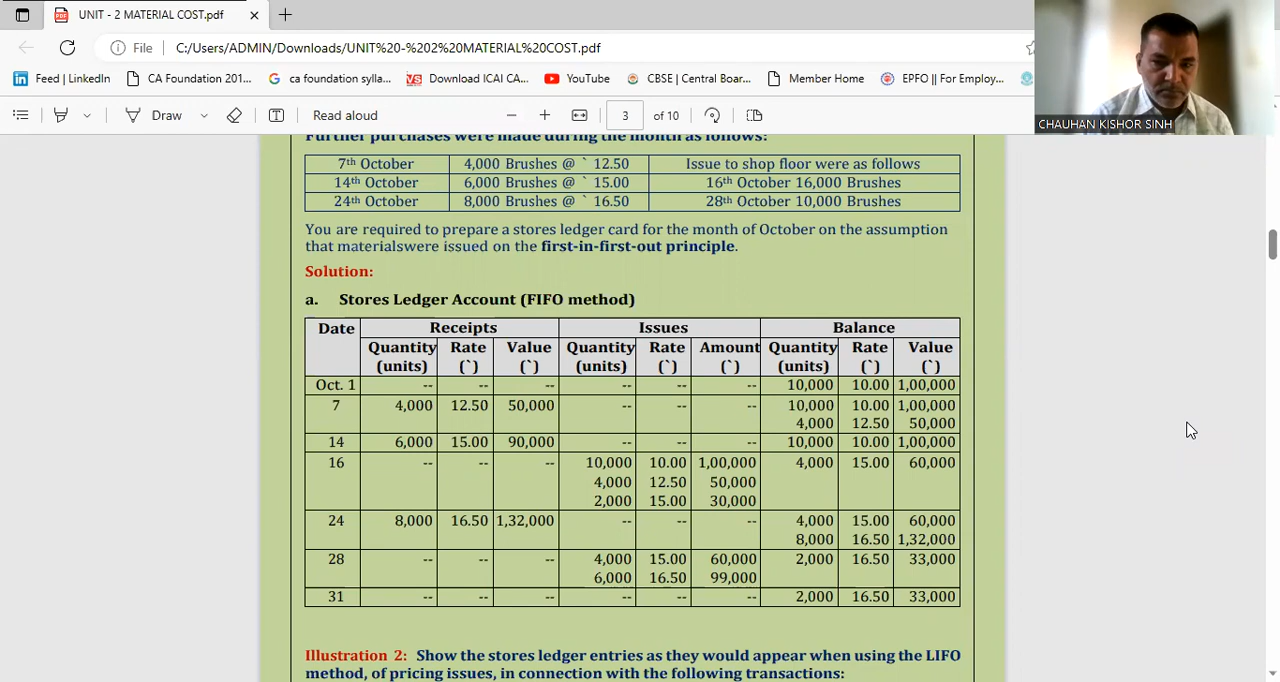 UNIT - 2 MATERIAL COST.pdf
File C:/Users/ADMIN/Downloads/UNIT%20-%202%20MATERIAL%20COST.pdf
Feed | LinkedIn CA Foundation 201... ca foundation sylla... Download ICAI CA... YouTube CBSE | Central Boar... Member Home EPFO || For Employ...
Draw Read aloud 3 of 10
CHAUHAN KISHOR SINH
Further purchases were made during the month as follows:
7th October 4,000 Brushes @ ` 12.50 Issue to shop floor were as follows
14th October 6,000 Brushes @ ` 15.00 16th October 16,000 Brushes
24th October 8,000 Brushes @ ` 16.50 28th October 10,000 Brushes
You are required to prepare a stores ledger card for the month of October on the assumption
that materialswere issued on the first-in-first-out principle.
Solution:
a. Stores Ledger Account (FIFO method)
Date Receipts Issues Balance
Quantity Rate Value Quantity Rate Amount Quantity Rate Value
(units) (`) (`) (units) (`) (`) (units) (`) (`)
Oct. 1 -- -- -- -- -- -- 10,000 10.00 1,00,000
7 4,000 12.50 50,000 -- -- -- 10,000 10.00 1,00,000
4,000 12.50 50,000
14 6,000 15.00 90,000 -- -- -- 10,000 10.00 1,00,000
16 -- -- -- 10,000 10.00 1,00,000 4,000 15.00 60,000
4,000 12.50 50,000
2,000 15.00 30,000
24 8,000 16.50 1,32,000 -- -- -- 4,000 15.00 60,000
8,000 16.50 1,32,000
28 -- -- -- 4,000 15.00 60,000 2,000 16.50 33,000
6,000 16.50 99,000
31 -- -- -- -- -- -- 2,000 16.50 33,000
Illustration 2: Show the stores ledger entries as they would appear when using the LIFO
method, of pricing issues, in connection with the following transactions: